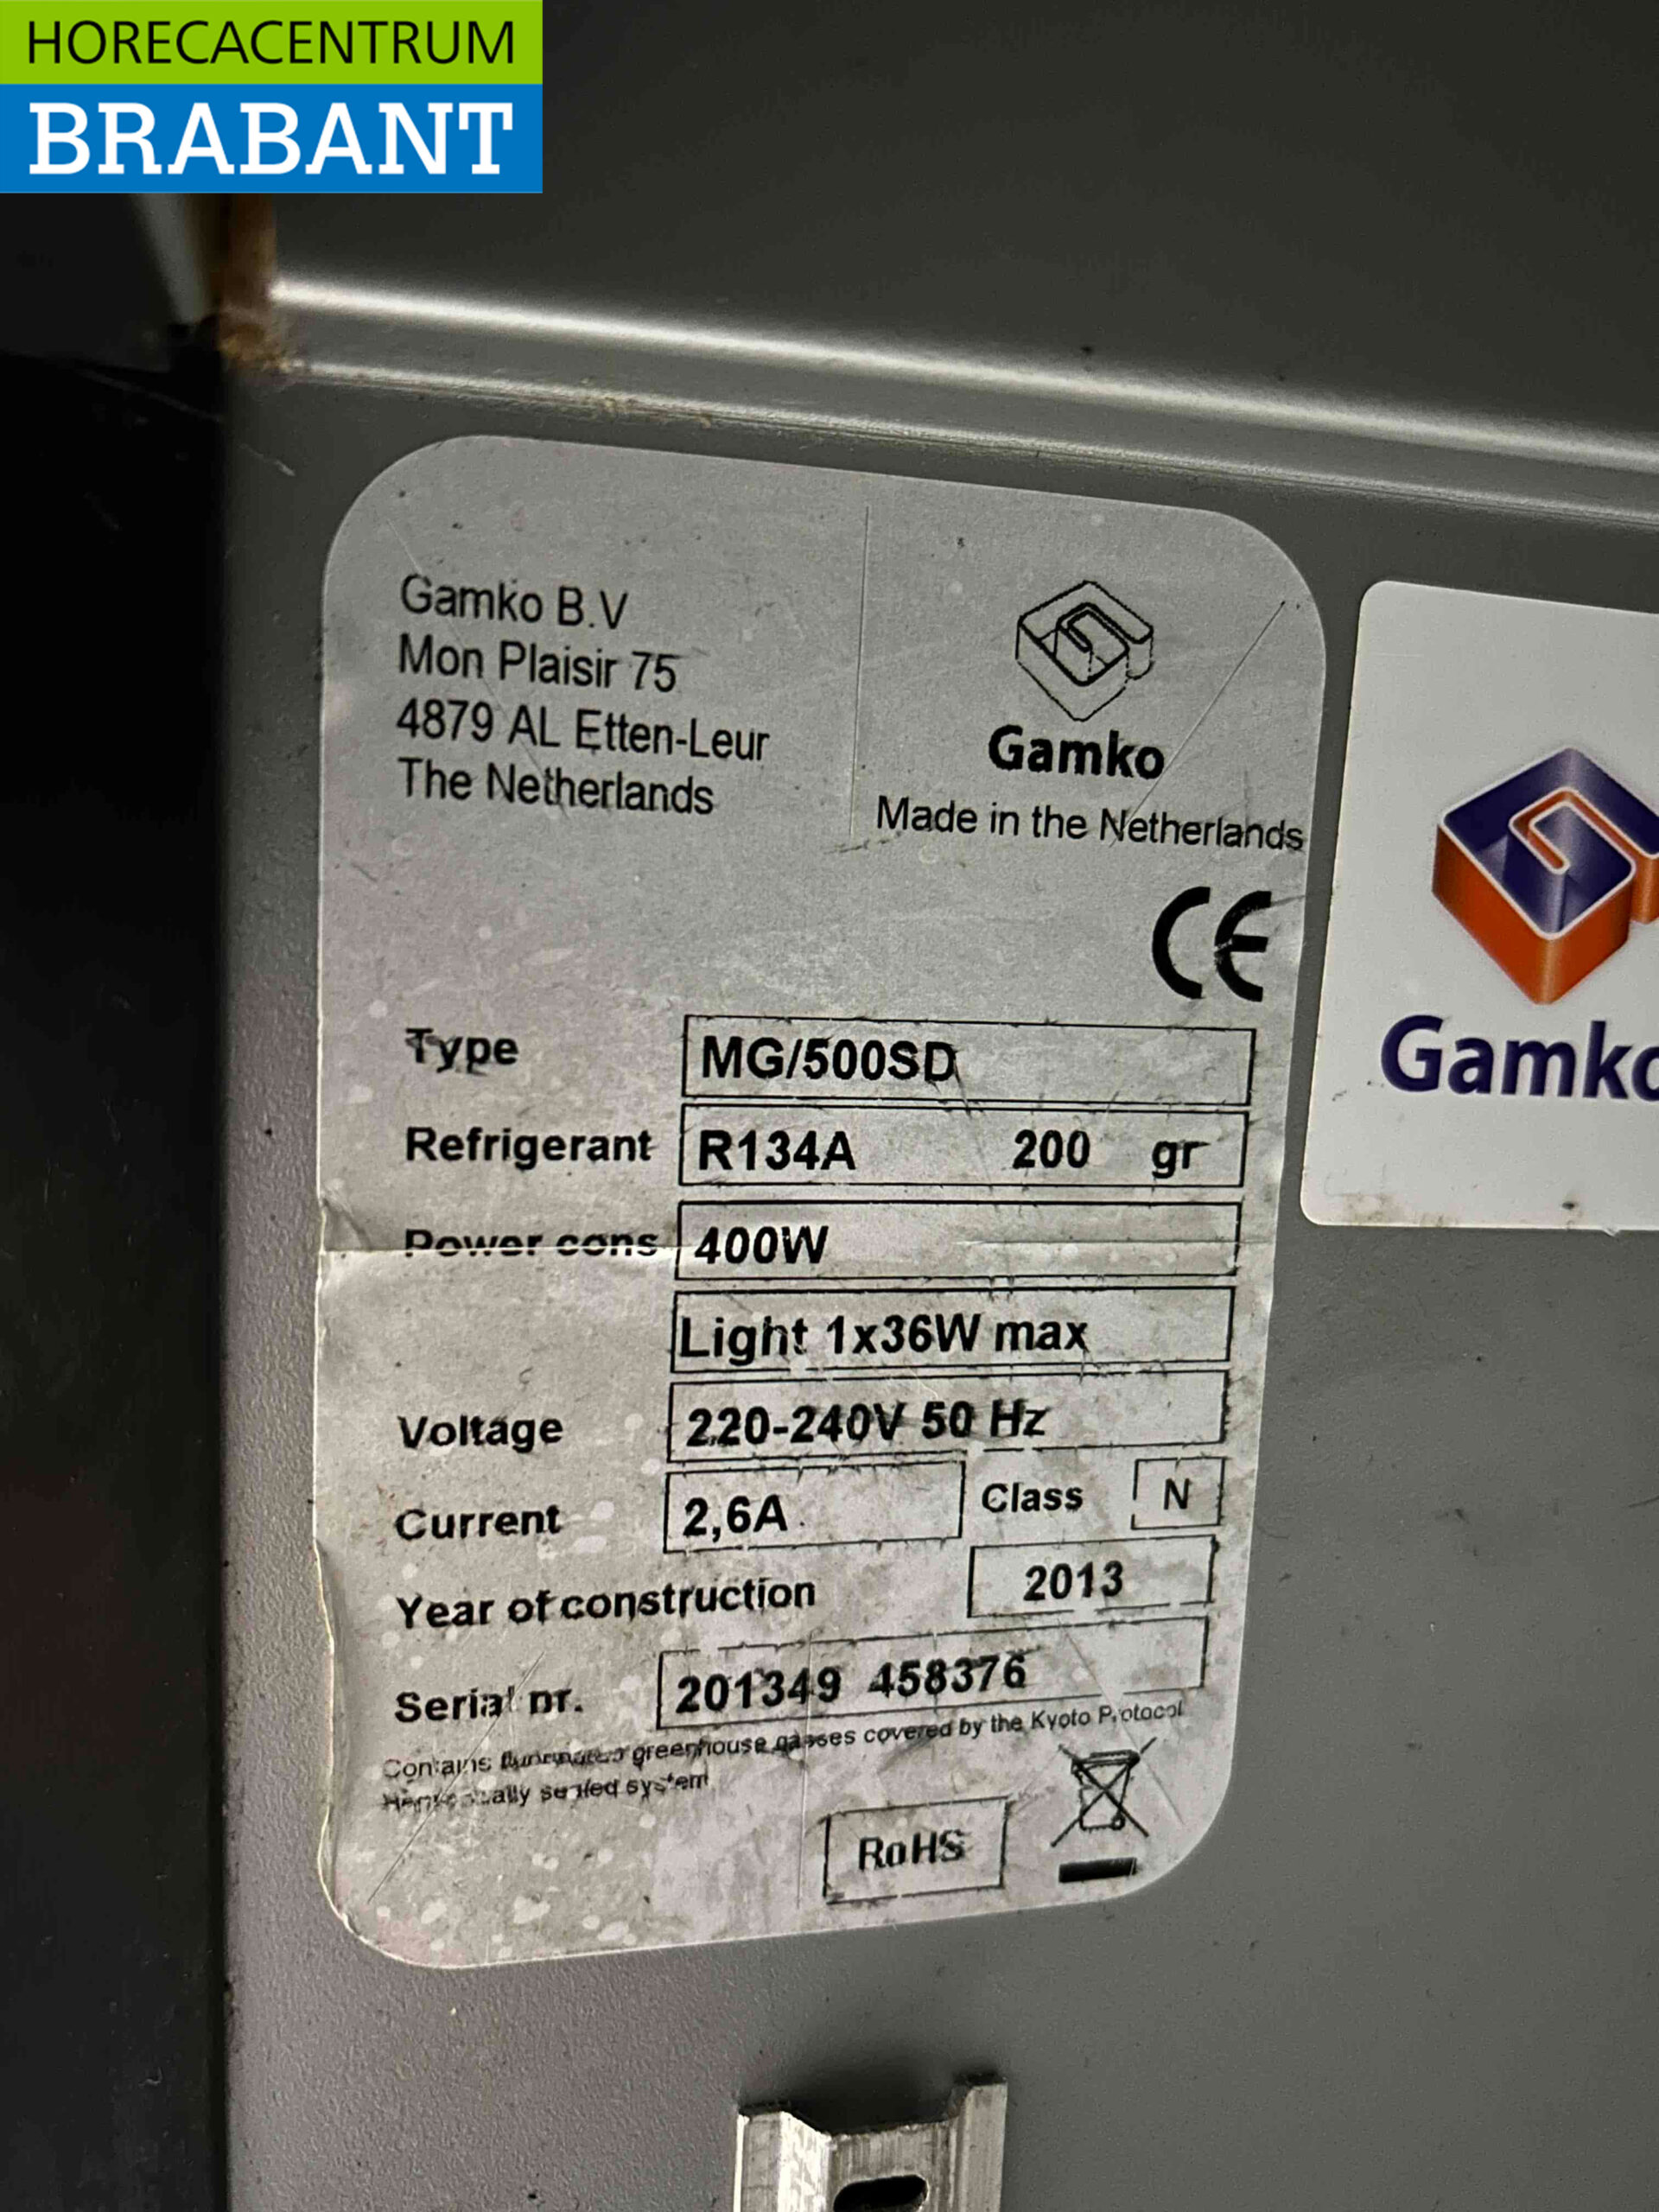 HORECACENTRUM
BRABANT
Gamko B.V
Mon Plaisir 75
4879 AL Etten-Leur
The Netherlands
Gamko
Made in the Netherlands
CE
Gamko
Type MG/500SD
Refrigerant R134A 200 gr
Power cons 400W
Light 1x36W max
Voltage 220-240V 50 Hz
Current 2,6A Class N
Year of construction 2013
Serial nr. 201349 458376
Contains greenhouse gasses covered by the Kyoto Protocol
sealed system
RoHS